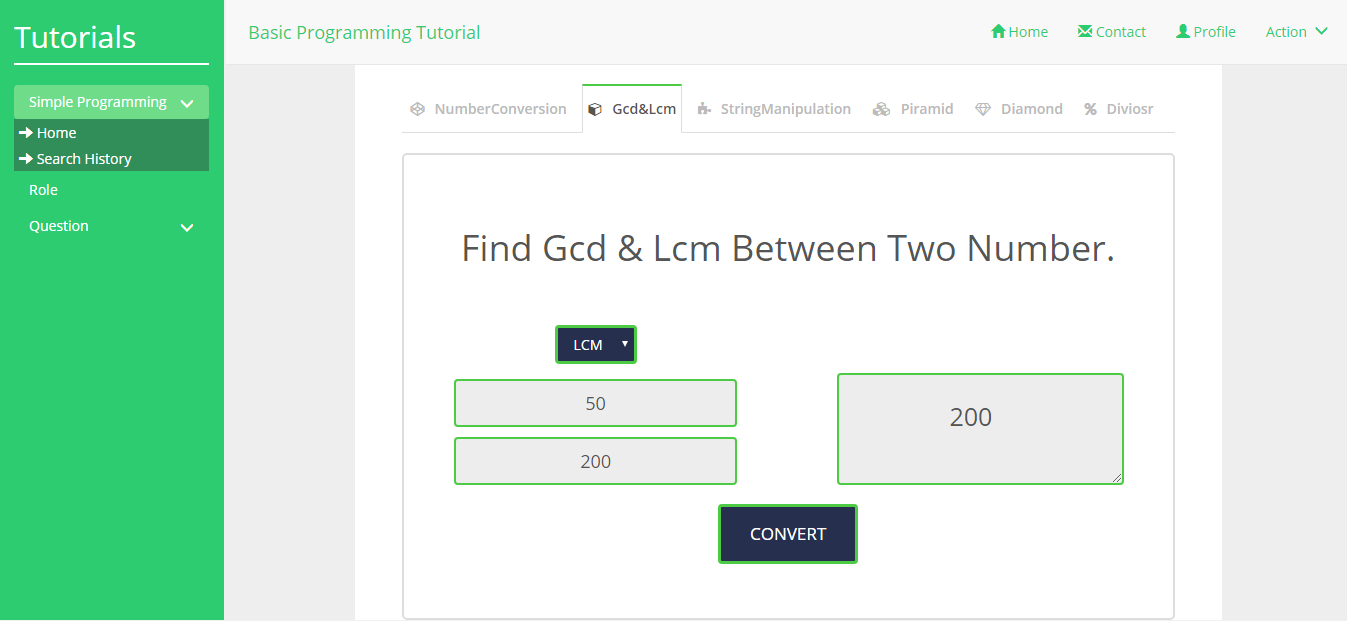 Tutorials
Simple Programming
Home
Search History
Role
Question
Basic Programming Tutorial
Home Contact Profile Action
NumberConversion Gcd&Lcm StringManipulation Piramid Diamond Diviosr
Find Gcd & Lcm Between Two Number.
LCM
50
200
200
CONVERT